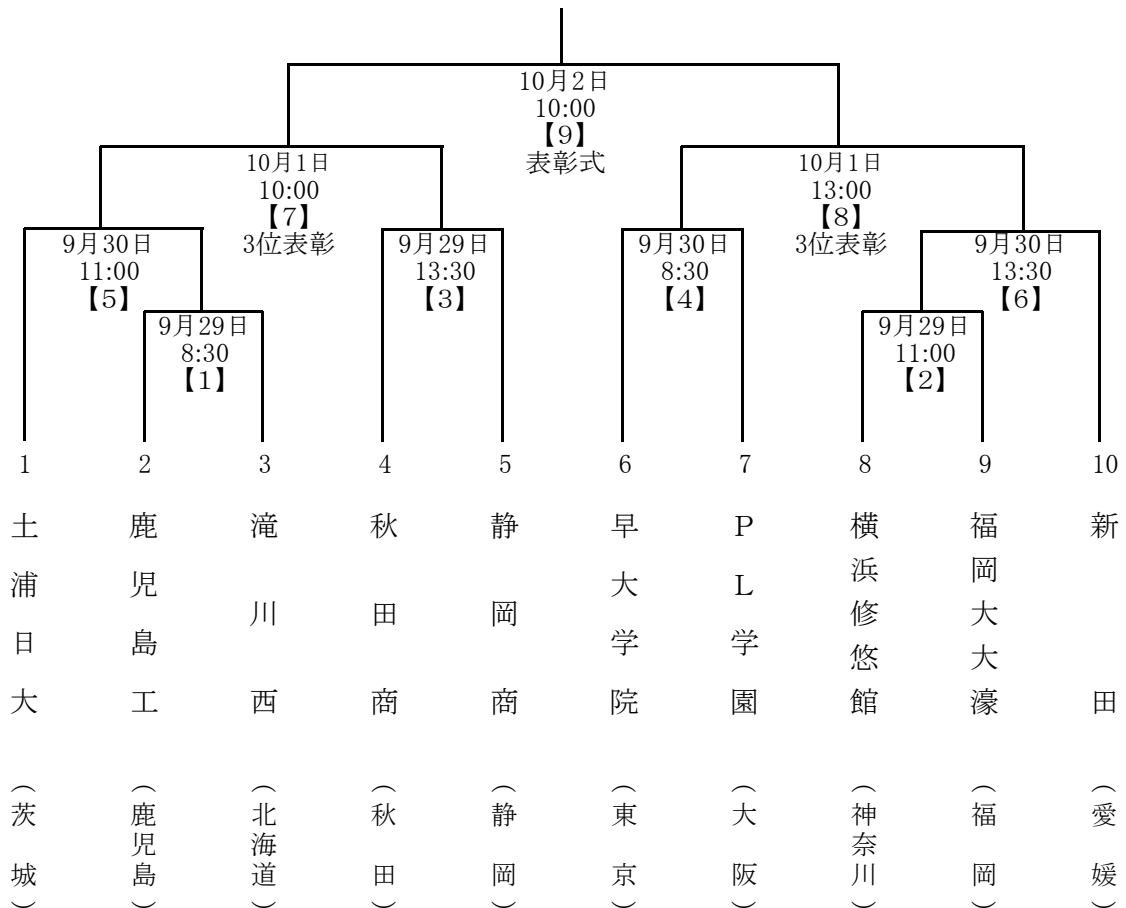 10月2日
10:00
【9】
表彰式
10月1日
10:00
【7】
3位表彰
10月1日
13:00
【8】
3位表彰
9月30日
11:00
【5】
9月29日
13:30
【3】
9月30日
8:30
【4】
9月30日
13:30
【6】
9月29日
8:30
【1】
9月29日
11:00
【2】
1
土浦日大
（茨城）
2
鹿児島工
（鹿児島）
3
滝川西
（北海道）
4
秋田商
（秋田）
5
静岡商
（静岡）
6
早大学院
（東京）
7
ＰＬ学園
（大阪）
8
横浜修悠館
（神奈川）
9
福岡大大濠
（福岡）
10
新田
（愛媛）